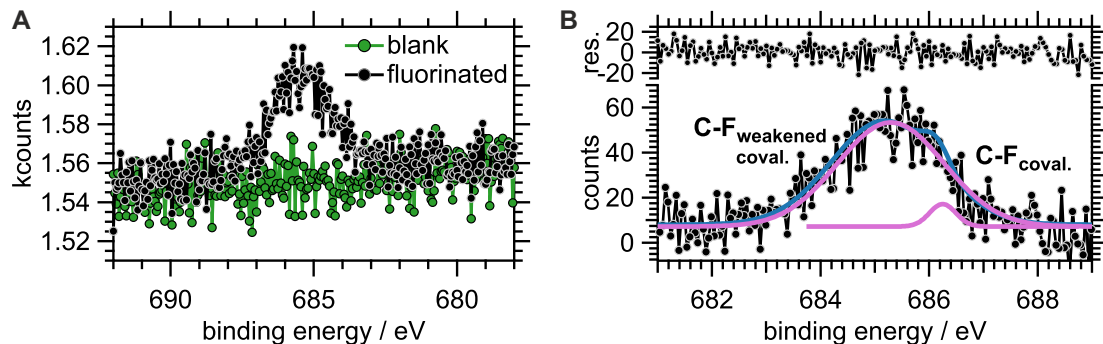 A
kcounts
1.62
1.60
1.58
1.56
1.54
1.52
blank
fluorinated
690
685
680
binding energy / eV
B
res.
20
0
-20
counts
60
40
20
0
C-Fweakened
coval.
C-Fcoval.
682
684
686
688
binding energy / eV